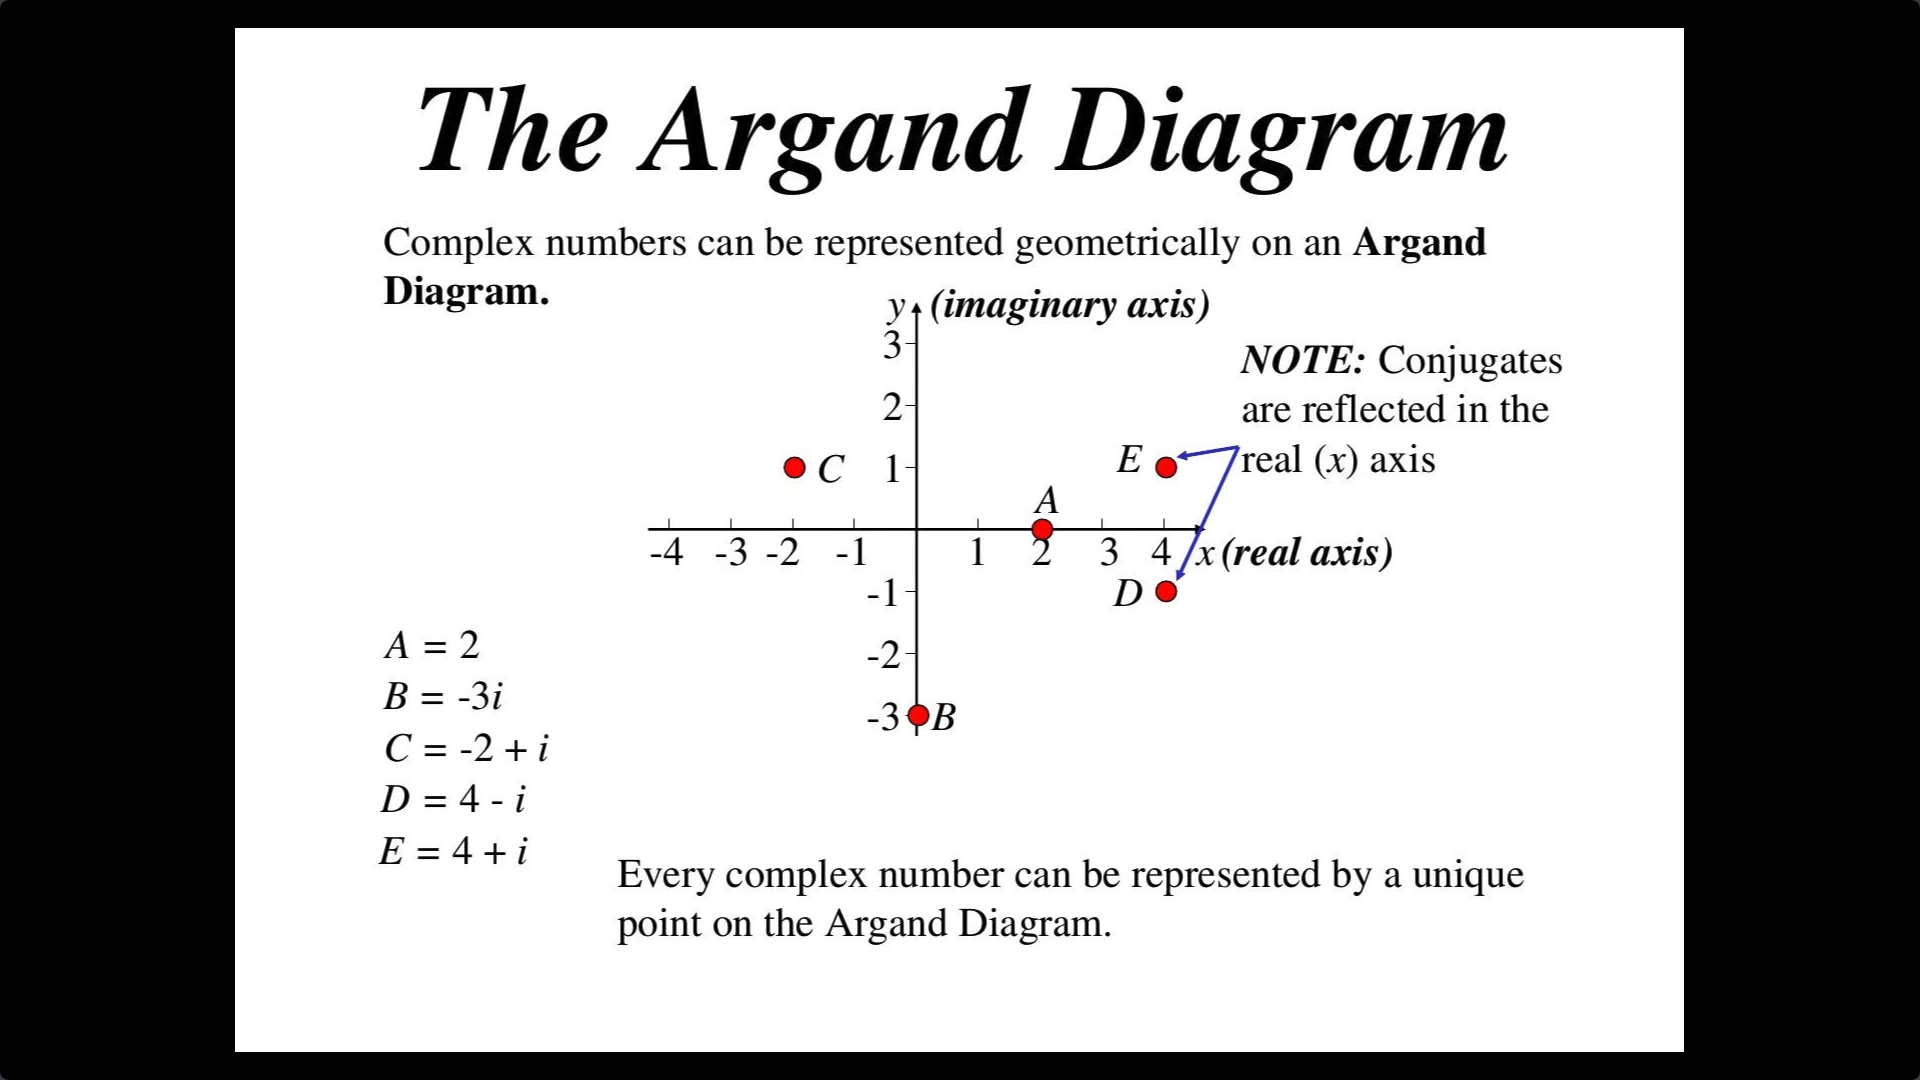 The Argand Diagram
Complex numbers can be represented geometrically on an Argand
Diagram.
y (imaginary axis)
3
NOTE: Conjugates
2
are reflected in the
C 1
E
real (x) axis
A
-4 -3 -2 -1 1 2 3 4 x (real axis)
-1
D
-2
-3 B
A = 2
B = -3i
C = -2 + i
D = 4 - i
E = 4 + i
Every complex number can be represented by a unique
point on the Argand Diagram.